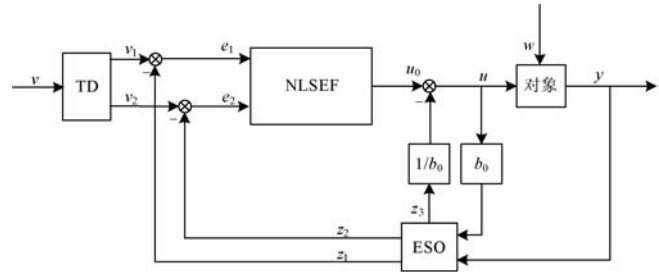 w
v
TD
v₁
−
e₁
v₂
−
e₂
NLSEF
u₀
−
u
对象
y
1/b₀
b₀
z₃
ESO
z₂
z₁